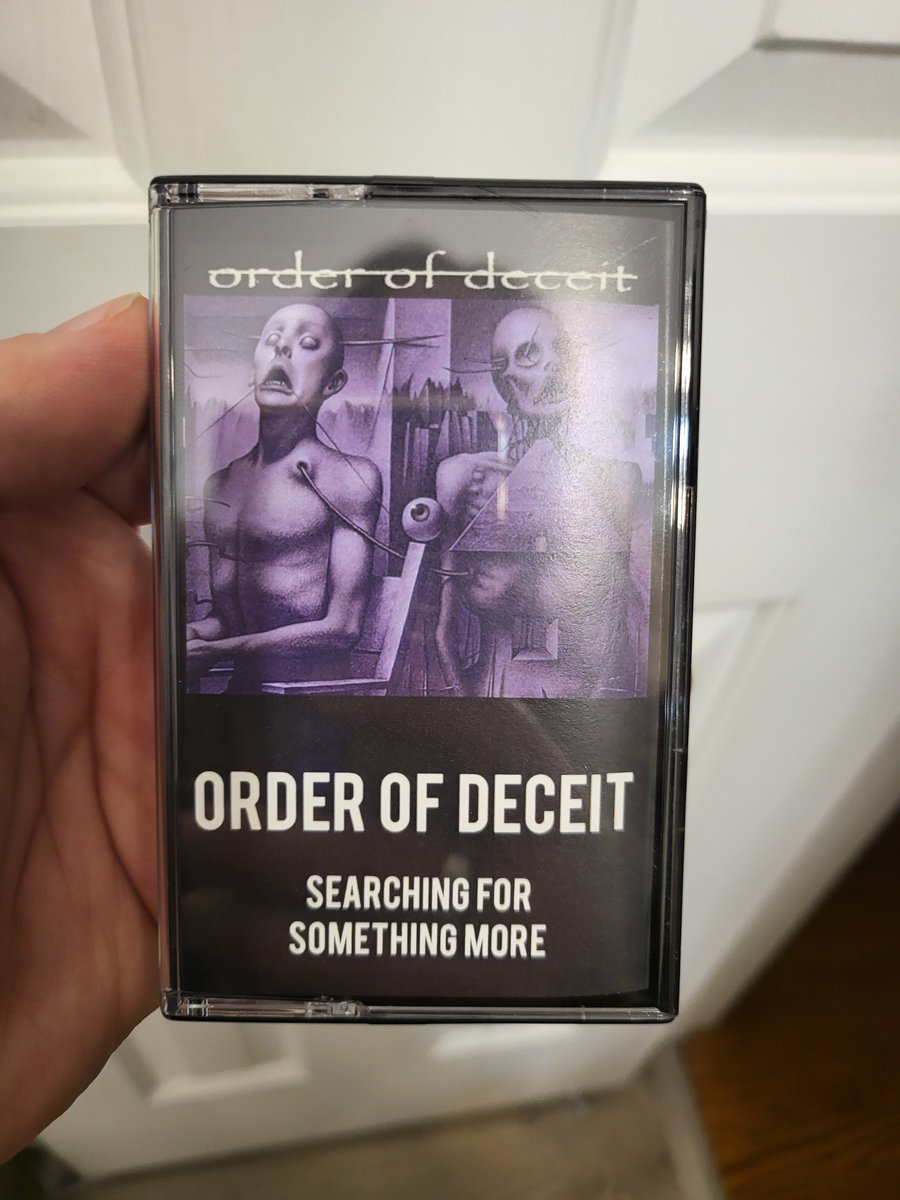 order of deceit
ORDER OF DECEIT
SEARCHING FOR
SOMETHING MORE